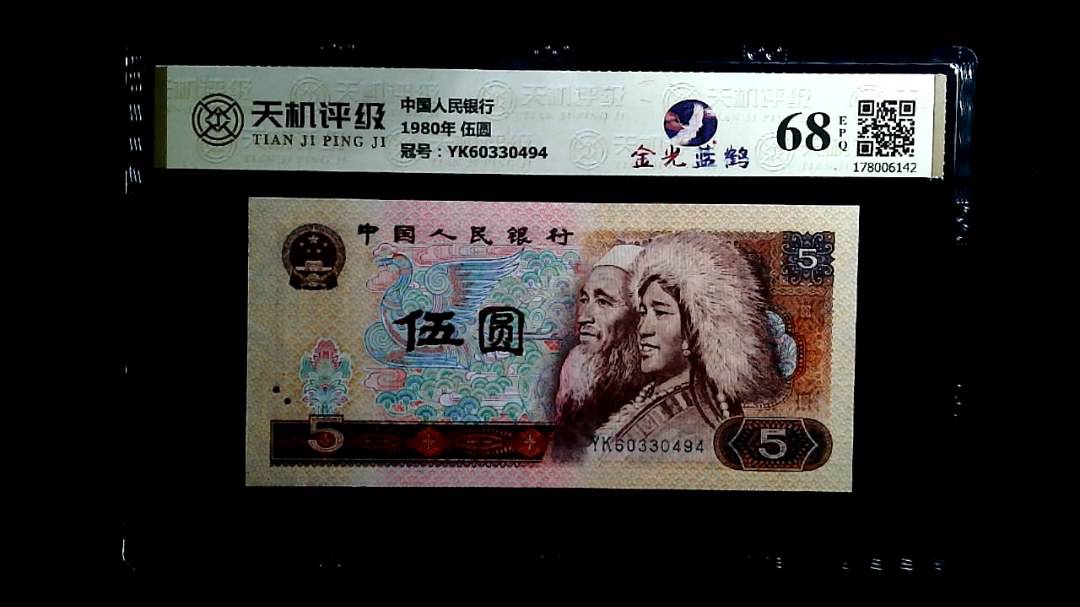 天机评级
TIAN JI PING JI
中国人民银行
1980年 伍圆
冠号：YK60330494
金光蓝鹤
68
EPQ
178006142
中国人民银行
5
伍圆
5
YK60330494
5